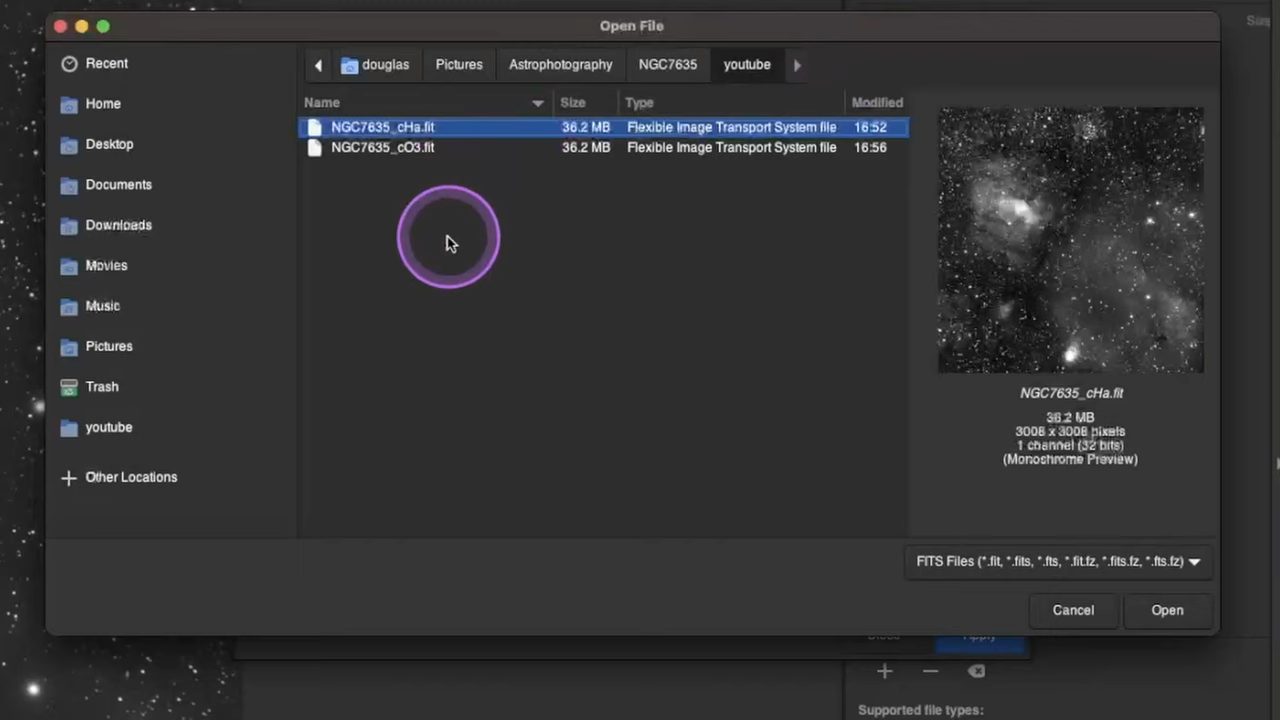 Open File
Recent
Home
Desktop
Documents
Downloads
Movies
Music
Pictures
Trash
youtube
Other Locations
douglas Pictures Astrophotography NGC7635 youtube
Name Size Type Modified
NGC7635_cHa.fit 36.2 MB Flexible Image Transport System file 16:52
NGC7635_cO3.fit 36.2 MB Flexible Image Transport System file 16:56
NGC7635_cHa.fit
36.2 MB
3008 x 3008 pixels
1 channel (32 bits)
(Monochrome Preview)
FITS Files (*.fit, *.fits, *.fts, *.fit.fz, *.fits.fz, *.fts.fz)
Cancel Open
Apply
Supported file types: